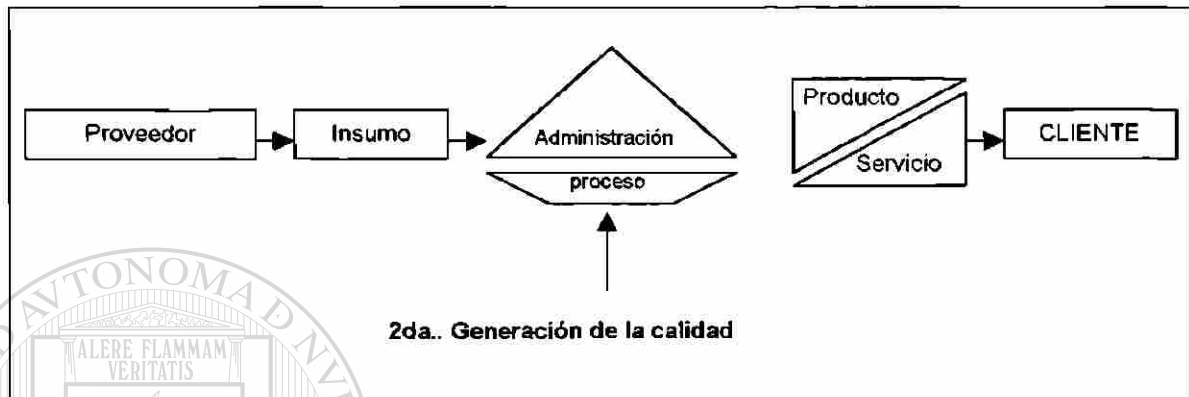 Proveedor
Insumo
Administración
proceso
Producto
Servicio
CLIENTE
2da.. Generación de la calidad
ALERE FLAMMAM
VERITATIS